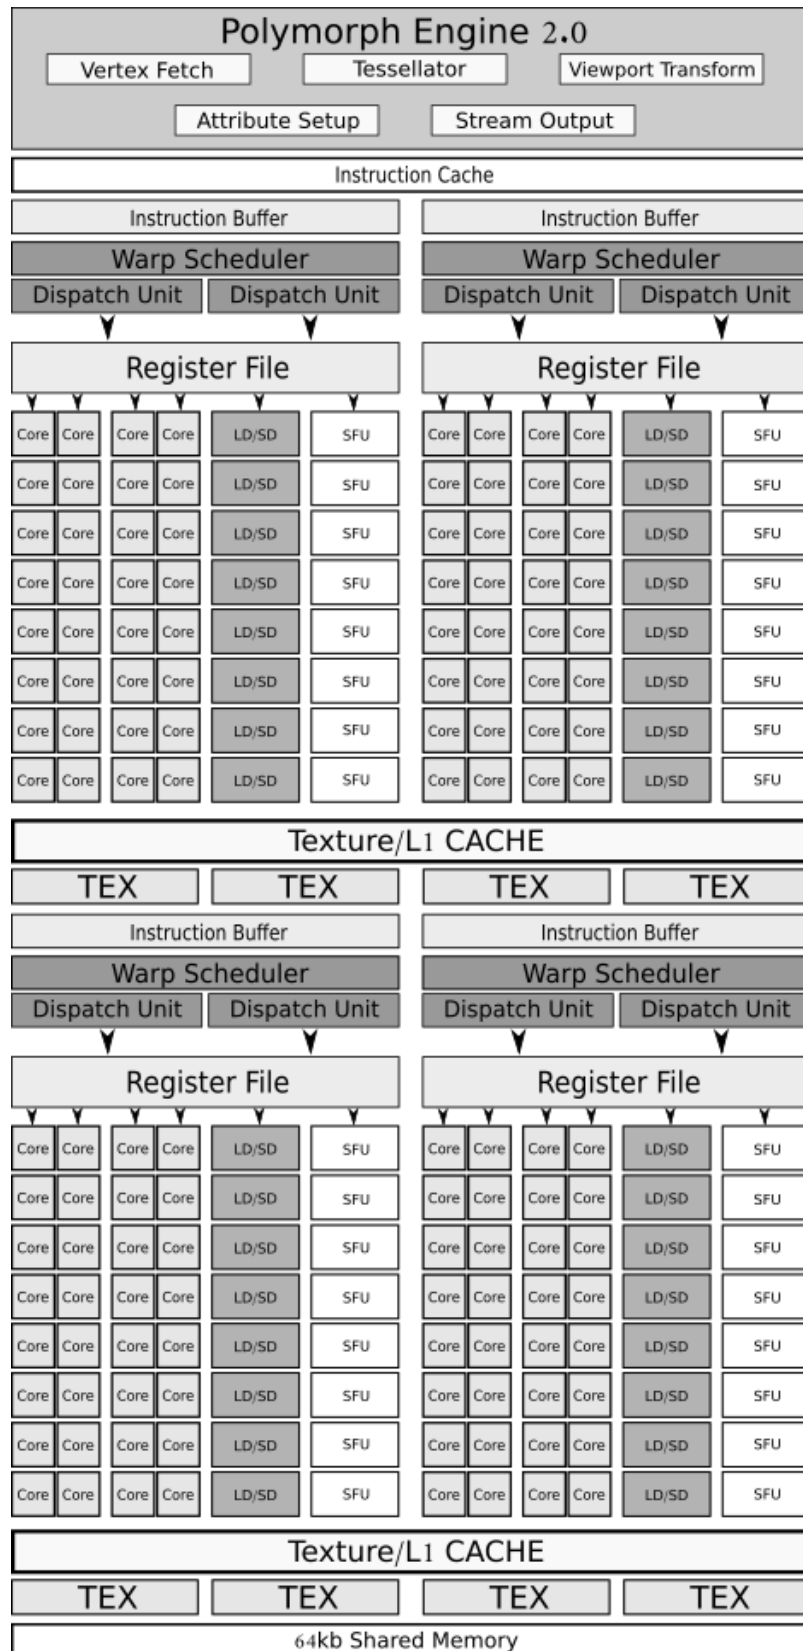 Polymorph Engine 2.0
Vertex Fetch Tessellator Viewport Transform
Attribute Setup Stream Output
Instruction Cache
Instruction Buffer Instruction Buffer
Warp Scheduler Warp Scheduler
Dispatch Unit Dispatch Unit Dispatch Unit Dispatch Unit
Register File Register File
Core Core Core Core LD/SD SFU Core Core Core Core LD/SD SFU
Core Core Core Core LD/SD SFU Core Core Core Core LD/SD SFU
Core Core Core Core LD/SD SFU Core Core Core Core LD/SD SFU
Core Core Core Core LD/SD SFU Core Core Core Core LD/SD SFU
Core Core Core Core LD/SD SFU Core Core Core Core LD/SD SFU
Core Core Core Core LD/SD SFU Core Core Core Core LD/SD SFU
Core Core Core Core LD/SD SFU Core Core Core Core LD/SD SFU
Core Core Core Core LD/SD SFU Core Core Core Core LD/SD SFU
Texture/L1 CACHE
TEX TEX TEX TEX
Instruction Buffer Instruction Buffer
Warp Scheduler Warp Scheduler
Dispatch Unit Dispatch Unit Dispatch Unit Dispatch Unit
Register File Register File
Core Core Core Core LD/SD SFU Core Core Core Core LD/SD SFU
Core Core Core Core LD/SD SFU Core Core Core Core LD/SD SFU
Core Core Core Core LD/SD SFU Core Core Core Core LD/SD SFU
Core Core Core Core LD/SD SFU Core Core Core Core LD/SD SFU
Core Core Core Core LD/SD SFU Core Core Core Core LD/SD SFU
Core Core Core Core LD/SD SFU Core Core Core Core LD/SD SFU
Core Core Core Core LD/SD SFU Core Core Core Core LD/SD SFU
Core Core Core Core LD/SD SFU Core Core Core Core LD/SD SFU
Texture/L1 CACHE
TEX TEX TEX TEX
64kb Shared Memory